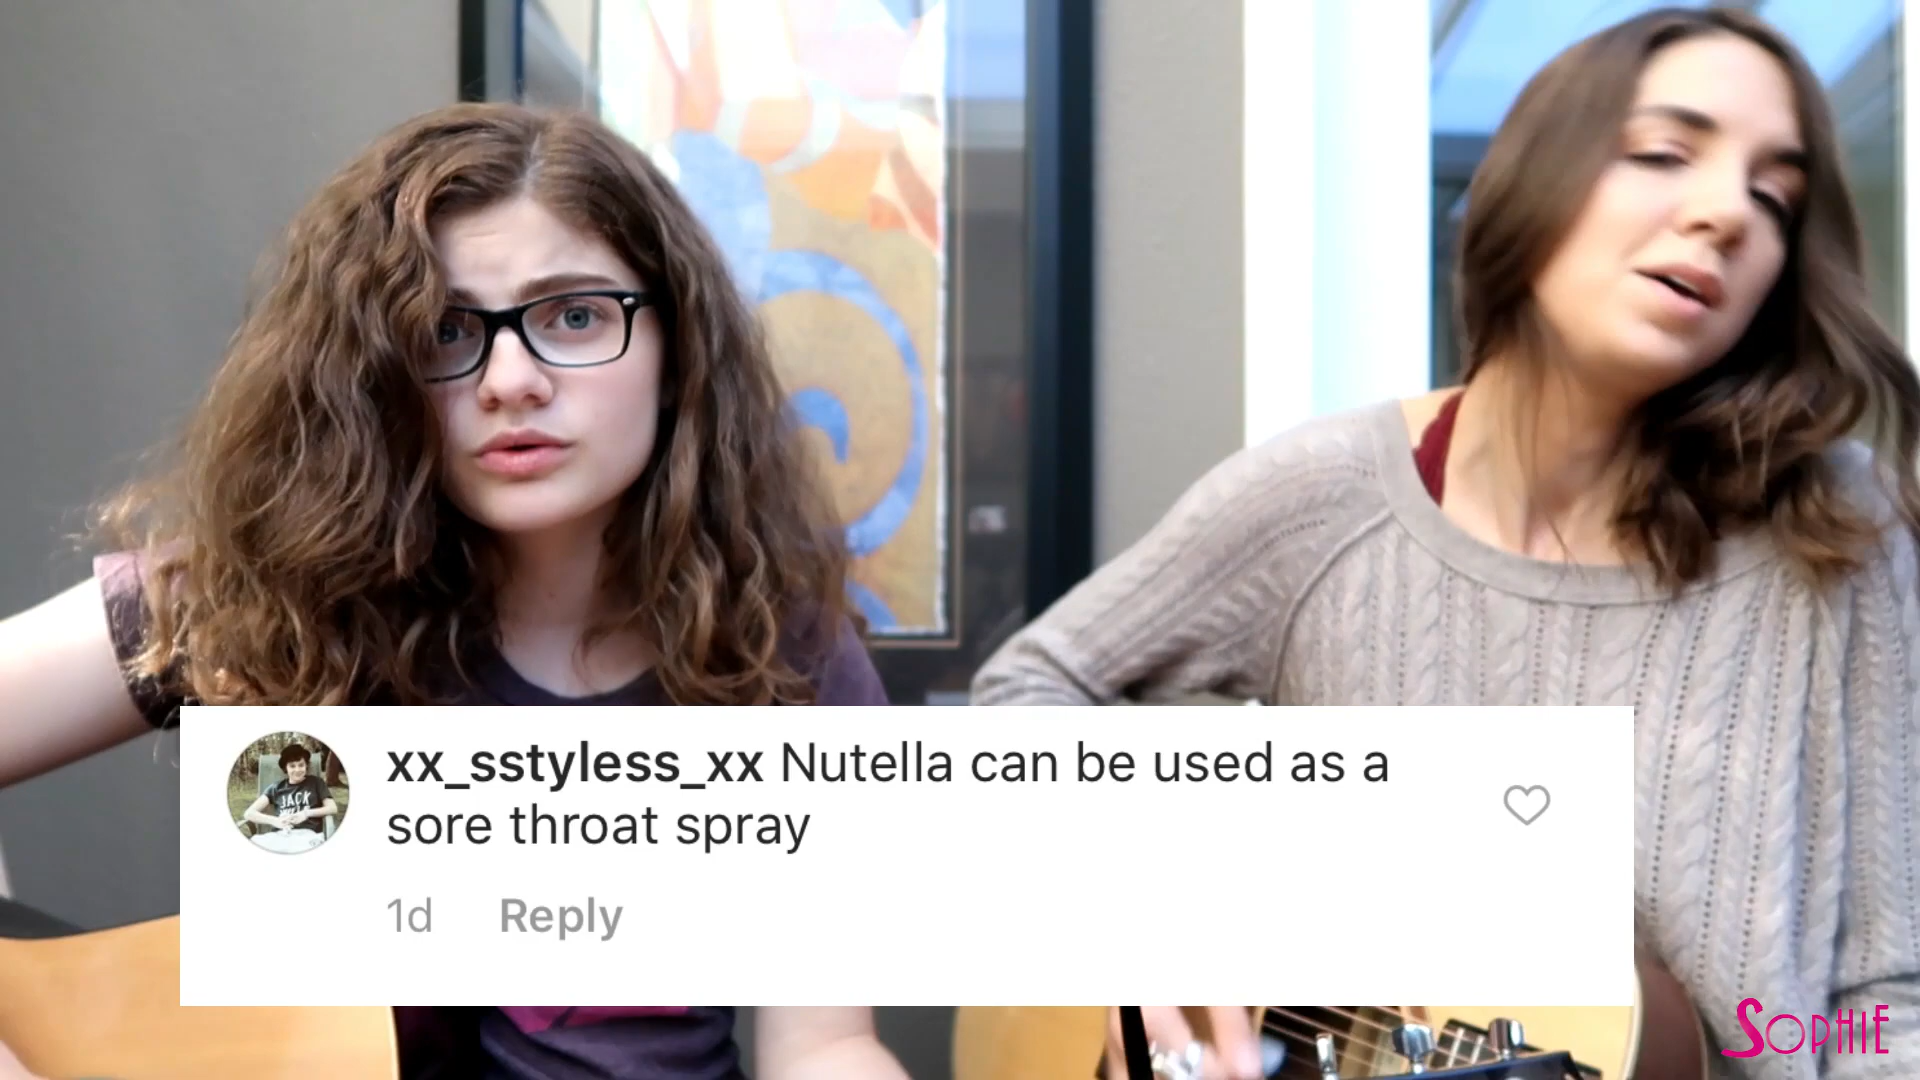 xx_sstyless_xx Nutella can be used as a
sore throat spray
1d Reply
SOPHIE